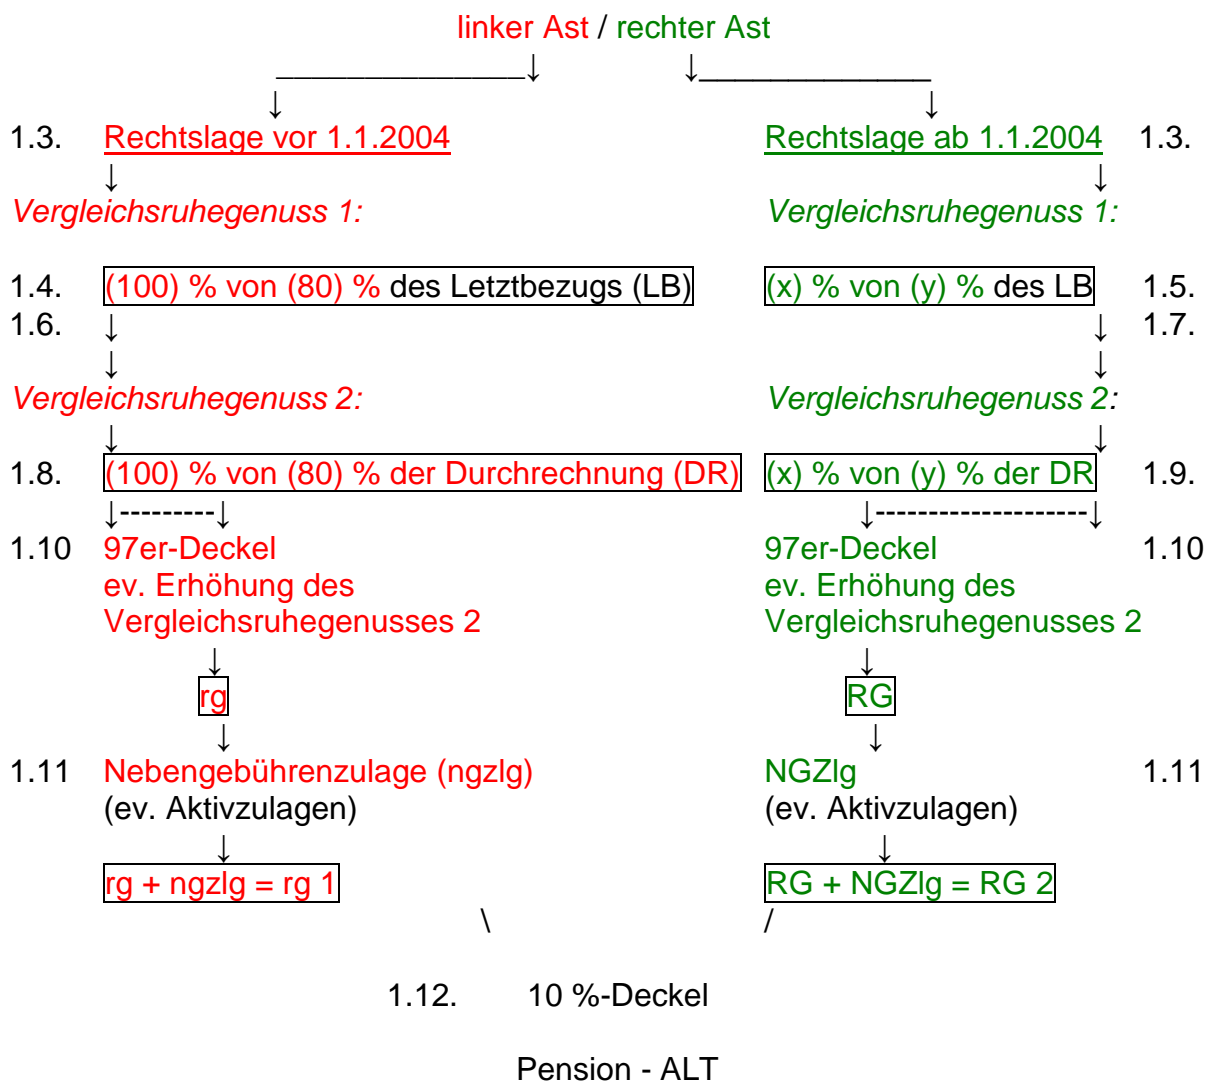 linker Ast / rechter Ast
______________↓ ↓_____________
↓ ↓
1.3. Rechtslage vor 1.1.2004 Rechtslage ab 1.1.2004 1.3.
↓ ↓
Vergleichsruhegenuss 1: Vergleichsruhegenuss 1:
1.4. (100) % von (80) % des Letztbezugs (LB) (x) % von (y) % des LB 1.5.
1.6. ↓ ↓ 1.7.
↓ ↓
Vergleichsruhegenuss 2: Vergleichsruhegenuss 2:
↓ ↓
1.8. (100) % von (80) % der Durchrechnung (DR) (x) % von (y) % der DR 1.9.
↓---------↓ ↓-------------------↓
1.10 97er-Deckel 97er-Deckel 1.10
ev. Erhöhung des ev. Erhöhung des
Vergleichsruhegenusses 2 Vergleichsruhegenusses 2
↓ ↓
rg RG
↓ ↓
1.11 Nebengebührenzulage (ngzlg) NGZlg 1.11
(ev. Aktivzulagen) (ev. Aktivzulagen)
↓ ↓
rg + ngzlg = rg 1 RG + NGZlg = RG 2
\ /
1.12. 10 %-Deckel
Pension - ALT